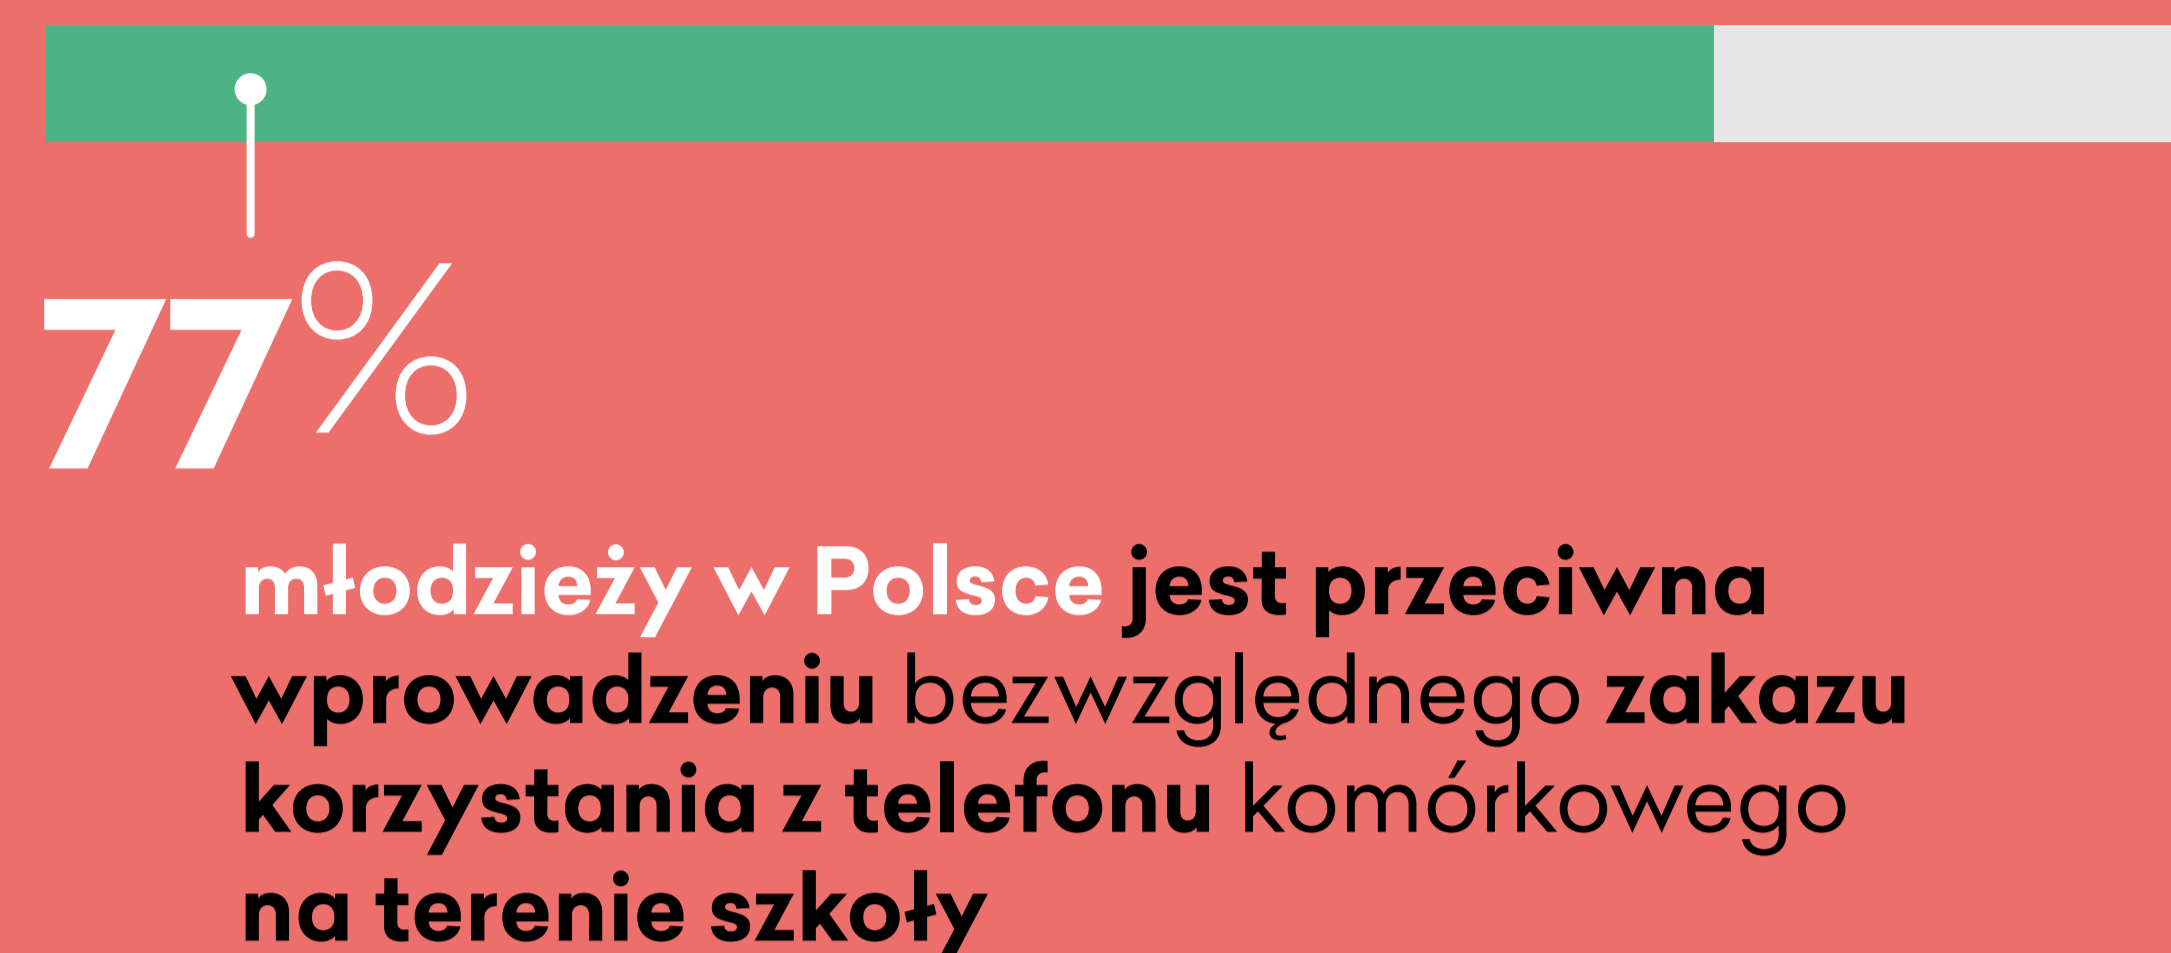 77%
młodzieży w Polsce jest przeciwna
wprowadzeniu bezwzględnego zakazu
korzystania z telefonu komórkowego
na terenie szkoły